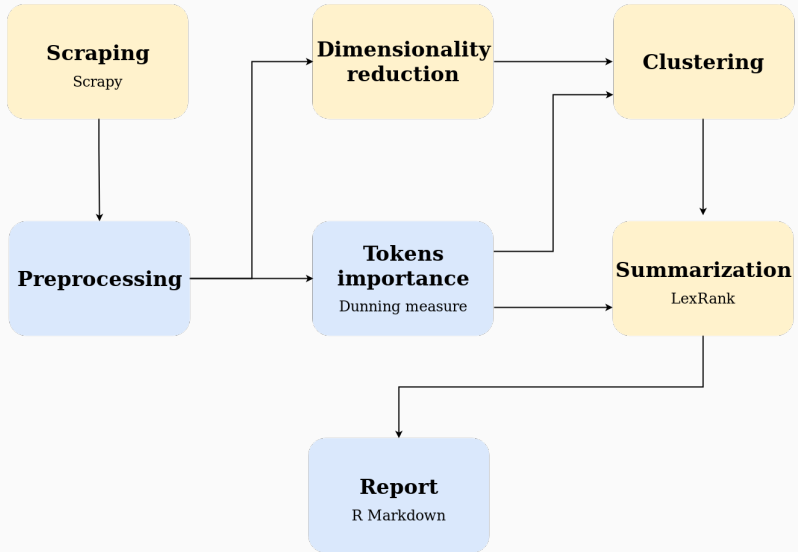 Scraping
Scrapy
Dimensionality
reduction
Clustering
Preprocessing
Tokens
importance
Dunning measure
Summarization
LexRank
Report
R Markdown